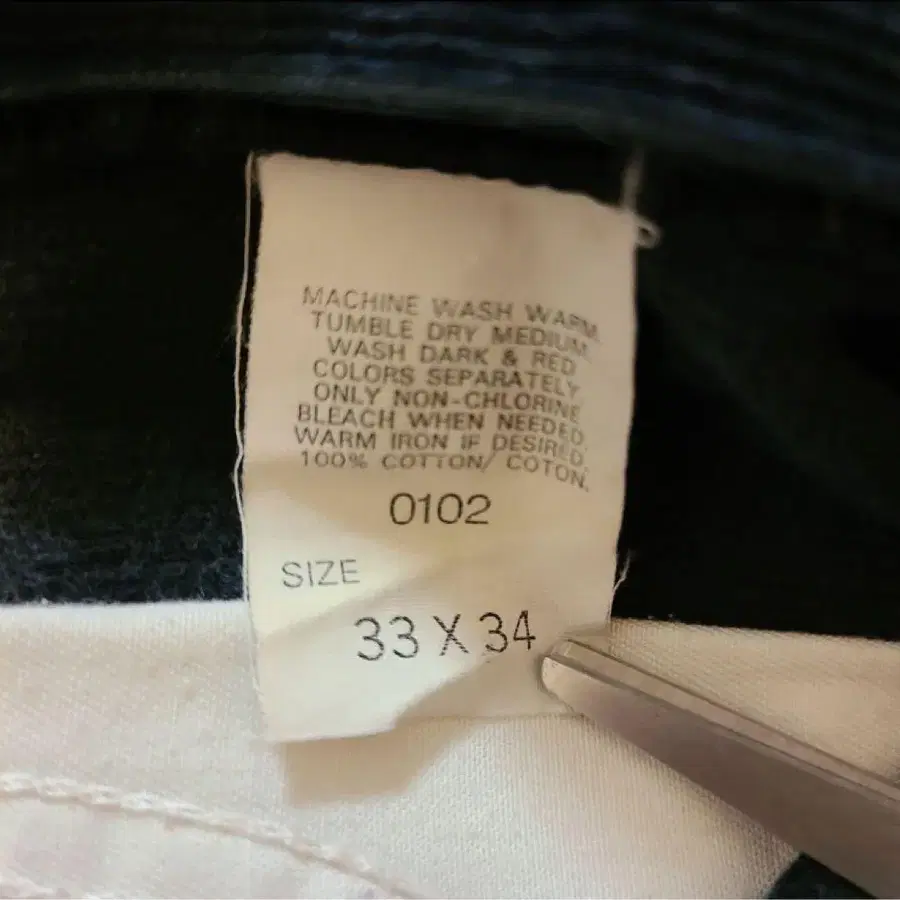 MACHINE WASH WARM.
TUMBLE DRY MEDIUM.
WASH DARK & RED
COLORS SEPARATELY.
ONLY NON-CHLORINE
BLEACH WHEN NEEDED.
WARM IRON IF DESIRED.
100% COTTON/ COTON.
0102
SIZE
33 X 34